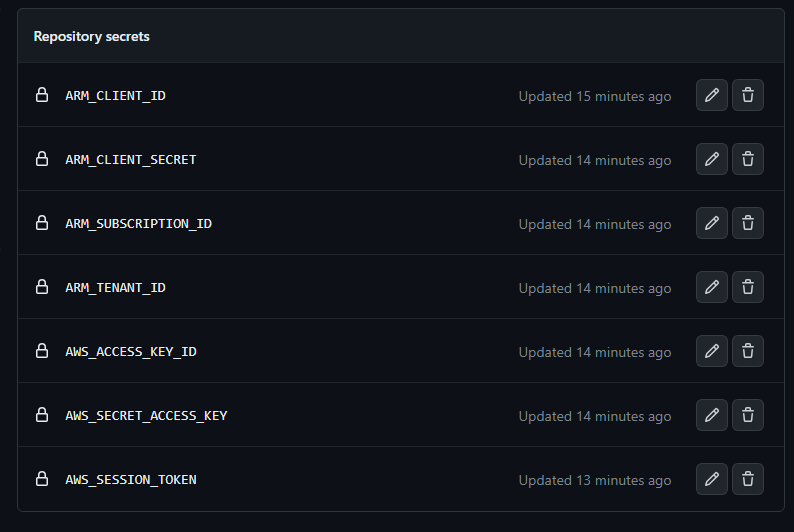 Repository secrets
ARM_CLIENT_ID Updated 15 minutes ago
ARM_CLIENT_SECRET Updated 14 minutes ago
ARM_SUBSCRIPTION_ID Updated 14 minutes ago
ARM_TENANT_ID Updated 14 minutes ago
AWS_ACCESS_KEY_ID Updated 14 minutes ago
AWS_SECRET_ACCESS_KEY Updated 14 minutes ago
AWS_SESSION_TOKEN Updated 13 minutes ago